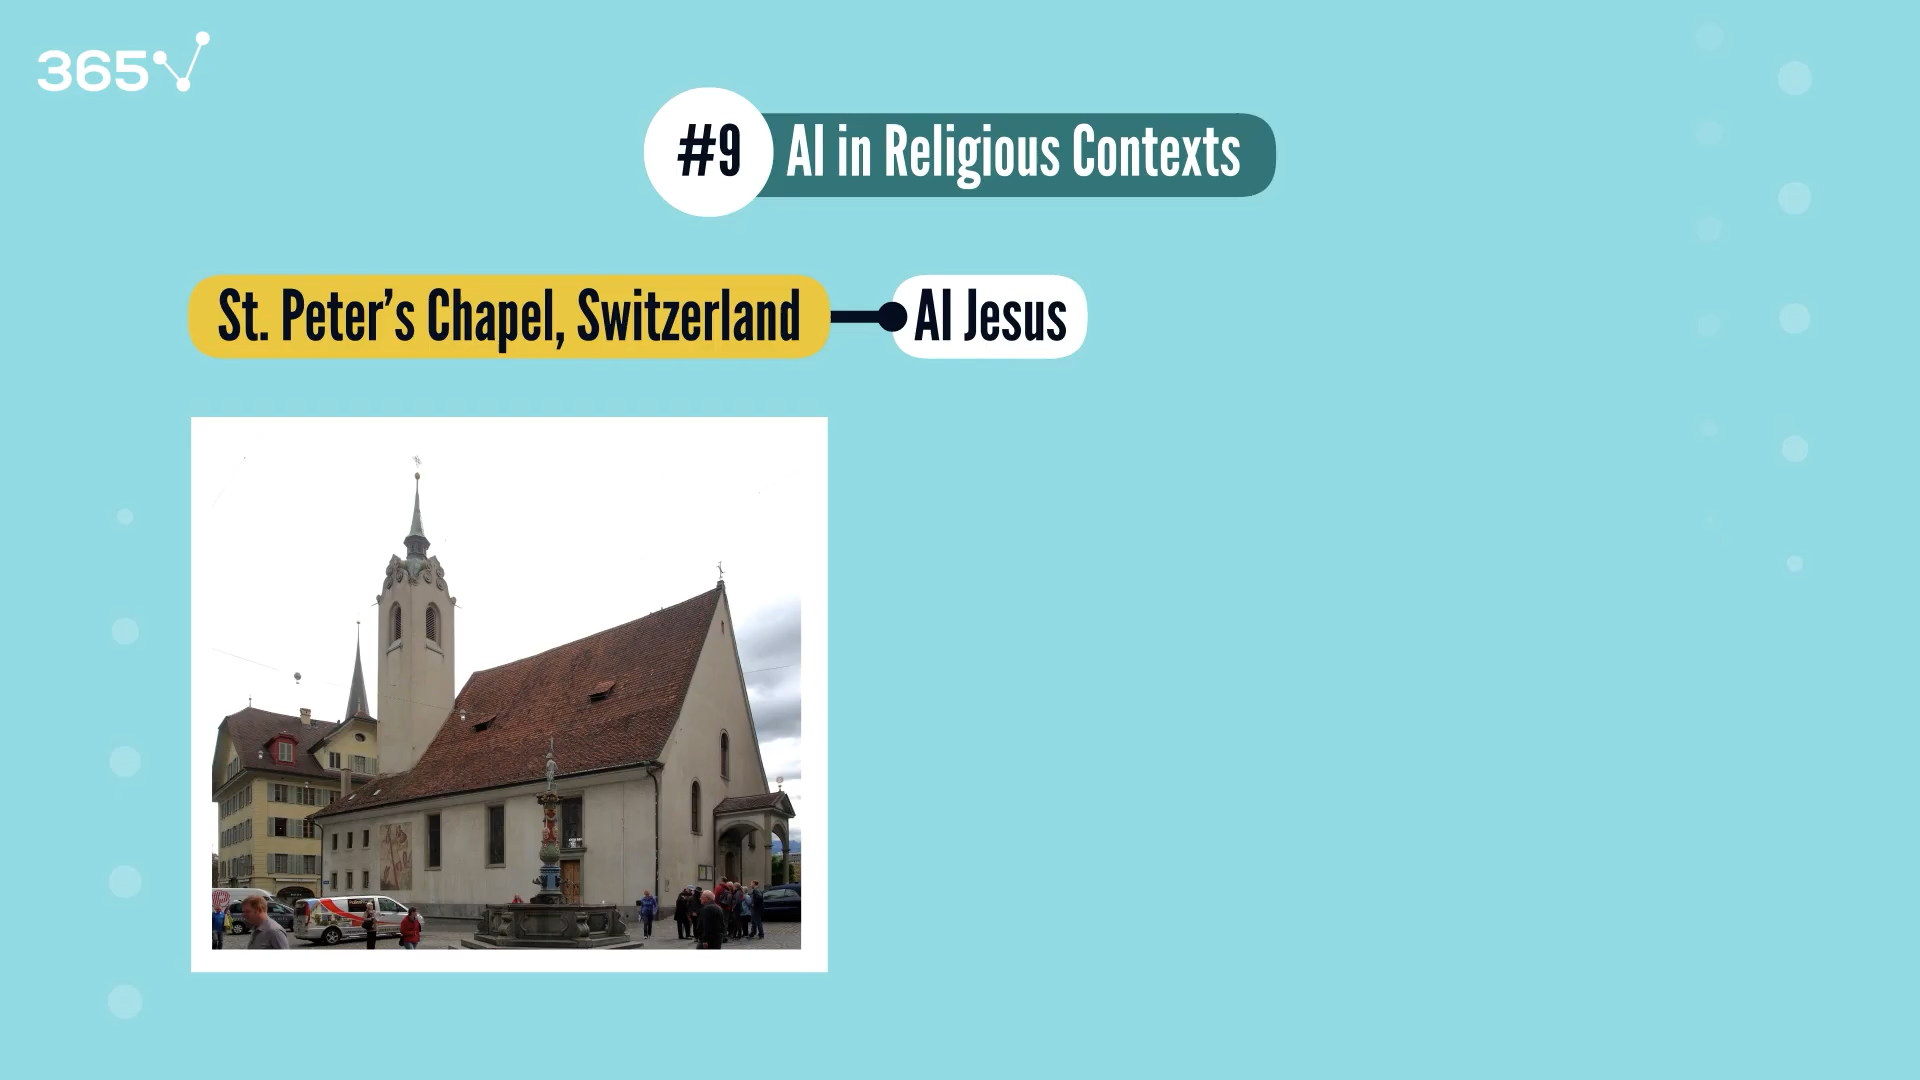 365
#9 AI in Religious Contexts
St. Peter’s Chapel, Switzerland
AI Jesus